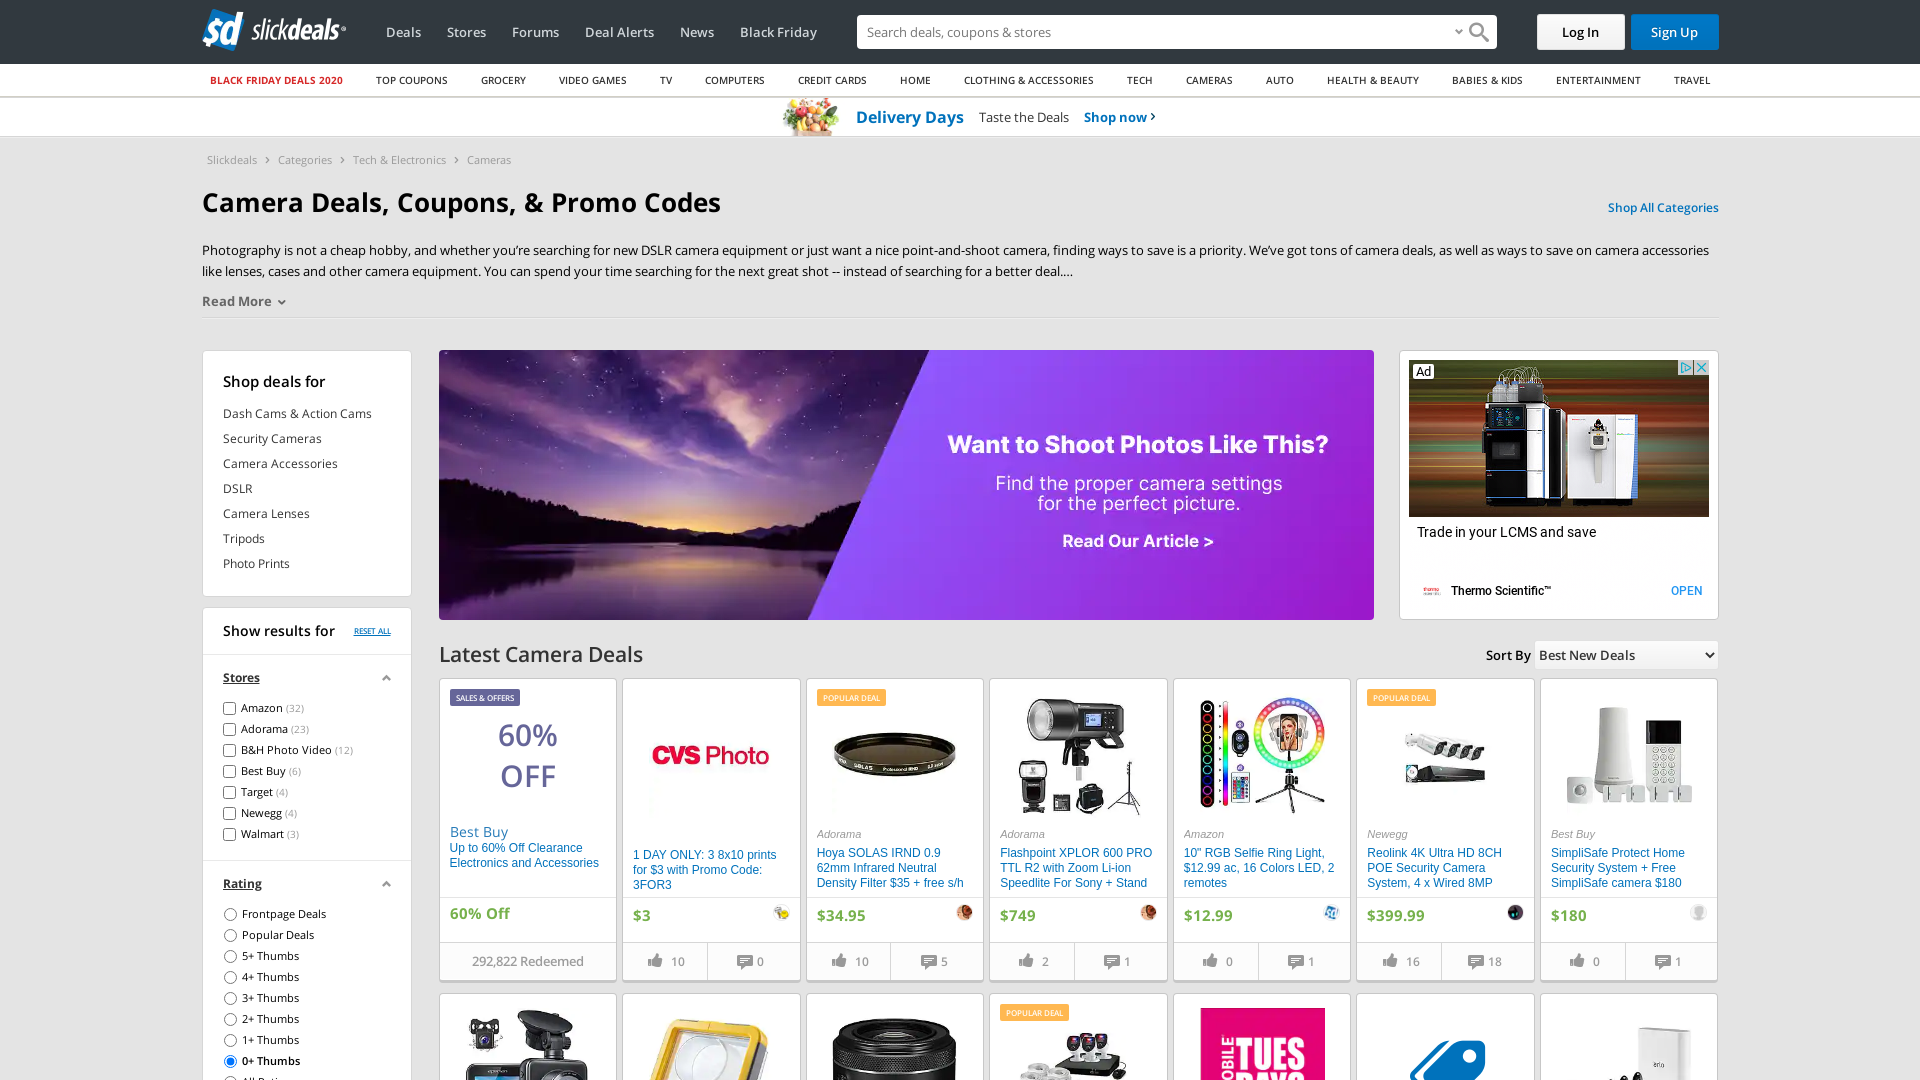 sd slickdeals
Deals
Stores
Forums
Deal Alerts
News
Black Friday
Search deals, coupons & stores
Log In
Sign Up
BLACK FRIDAY DEALS 2020
TOP COUPONS
GROCERY
VIDEO GAMES
TV
COMPUTERS
CREDIT CARDS
HOME
CLOTHING & ACCESSORIES
TECH
CAMERAS
AUTO
HEALTH & BEAUTY
BABIES & KIDS
ENTERTAINMENT
TRAVEL
Delivery Days Taste the Deals Shop now
Slickdeals > Categories > Tech & Electronics > Cameras
Camera Deals, Coupons, & Promo Codes
Shop All Categories
Photography is not a cheap hobby, and whether you’re searching for new DSLR camera equipment or just want a nice point-and-shoot camera, finding ways to save is a priority. We’ve got tons of camera deals, as well as ways to save on camera accessories
like lenses, cases and other camera equipment. You can spend your time searching for the next great shot -- instead of searching for a better deal.…
Read More
Shop deals for
Dash Cams & Action Cams
Security Cameras
Camera Accessories
DSLR
Camera Lenses
Tripods
Photo Prints
Show results for
RESET ALL
Stores
Amazon (32)
Adorama (23)
B&H Photo Video (12)
Best Buy (6)
Target (4)
Newegg (4)
Walmart (3)
Rating
Frontpage Deals
Popular Deals
5+ Thumbs
4+ Thumbs
3+ Thumbs
2+ Thumbs
1+ Thumbs
0+ Thumbs
Want to Shoot Photos Like This?
Find the proper camera settings
for the perfect picture.
Read Our Article >
Ad
Trade in your LCMS and save
Thermo Scientific™
OPEN
Latest Camera Deals
Sort By Best New Deals
SALES & OFFERS
60%
OFF
Best Buy
Up to 60% Off Clearance
Electronics and Accessories
60% Off
292,822 Redeemed
CVS Photo
1 DAY ONLY: 3 8x10 prints
for $3 with Promo Code:
3FOR3
$3
10
0
POPULAR DEAL
SOLAS
Adorama
Hoya SOLAS IRND 0.9
62mm Infrared Neutral
Density Filter $35 + free s/h
$34.95
10
5
Adorama
Flashpoint XPLOR 600 PRO
TTL R2 with Zoom Li-ion
Speedlite For Sony + Stand
$749
2
1
Amazon
10" RGB Selfie Ring Light,
$12.99 ac, 16 Colors LED, 2
remotes
$12.99
0
1
POPULAR DEAL
Newegg
Reolink 4K Ultra HD 8CH
POE Security Camera
System, 4 x Wired 8MP
$399.99
16
18
Best Buy
SimpliSafe Protect Home
Security System + Free
SimpliSafe camera $180
$180
0
1
POPULAR DEAL
MOBILE
TUES